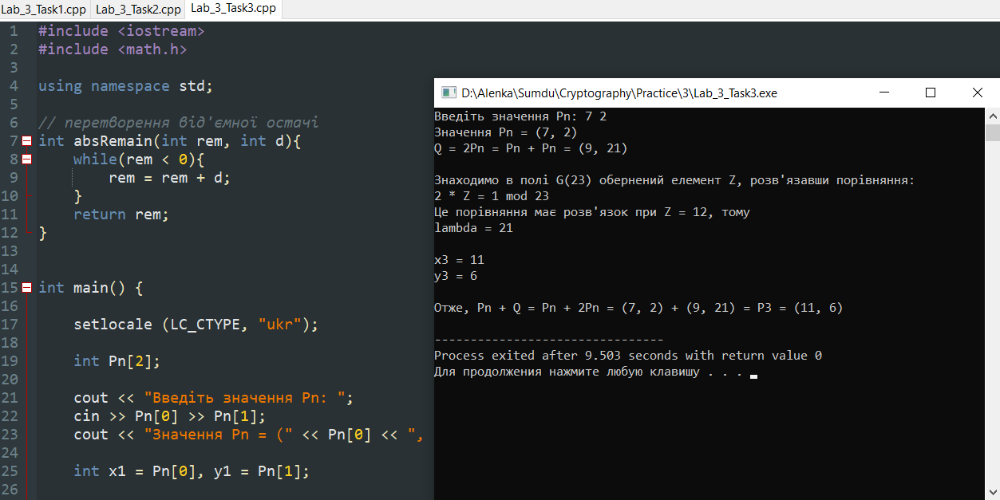 Lab_3_Task1.cpp Lab_3_Task2.cpp Lab_3_Task3.cpp
1 #include <iostream>
2 #include <math.h>
3
4 using namespace std;
5
6 // перетворення від'ємної остачі
7 int absRemain(int rem, int d){
8 while(rem < 0){
9 rem = rem + d;
10 }
11 return rem;
12 }
13
14
15 int main() {
16
17 setlocale (LC_CTYPE, "ukr");
18
19 int Pn[2];
20
21 cout << "Введіть значення Pn: ";
22 cin >> Pn[0] >> Pn[1];
23 cout << "Значення Pn = (" << Pn[0] << ",
24
25 int x1 = Pn[0], y1 = Pn[1];
26
D:\Alenka\Sumdu\Cryptography\Practice\3\Lab_3_Task3.exe
Введіть значення Pn: 7 2
Значення Pn = (7, 2)
Q = 2Pn = Pn + Pn = (9, 21)
Знаходимо в полі G(23) обернений елемент Z, розв'язавши порівняння:
2 * Z = 1 mod 23
Це порівняння має розв'язок при Z = 12, тому
lambda = 21
x3 = 11
y3 = 6
Отже, Pn + Q = Pn + 2Pn = (7, 2) + (9, 21) = P3 = (11, 6)
--------------------------------
Process exited after 9.503 seconds with return value 0
Для продолжения нажмите любую клавишу . . .